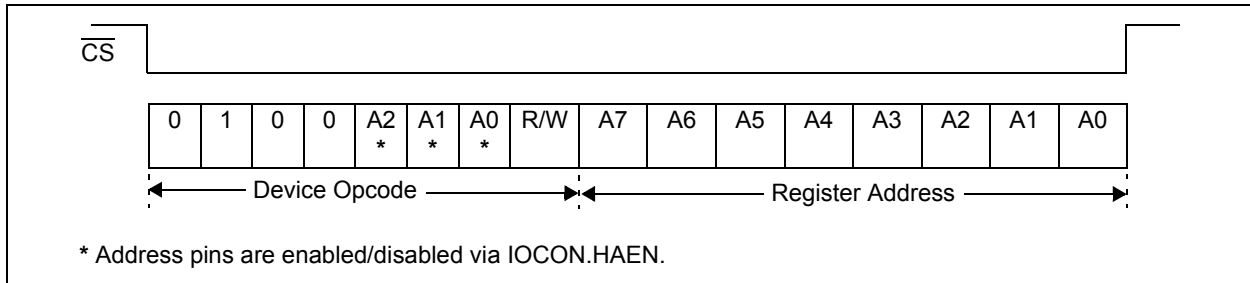 CS
0 1 0 0 A2 A1 A0 R/W A7 A6 A5 A4 A3 A2 A1 A0
* * *
Device Opcode Register Address
* Address pins are enabled/disabled via IOCON.HAEN.